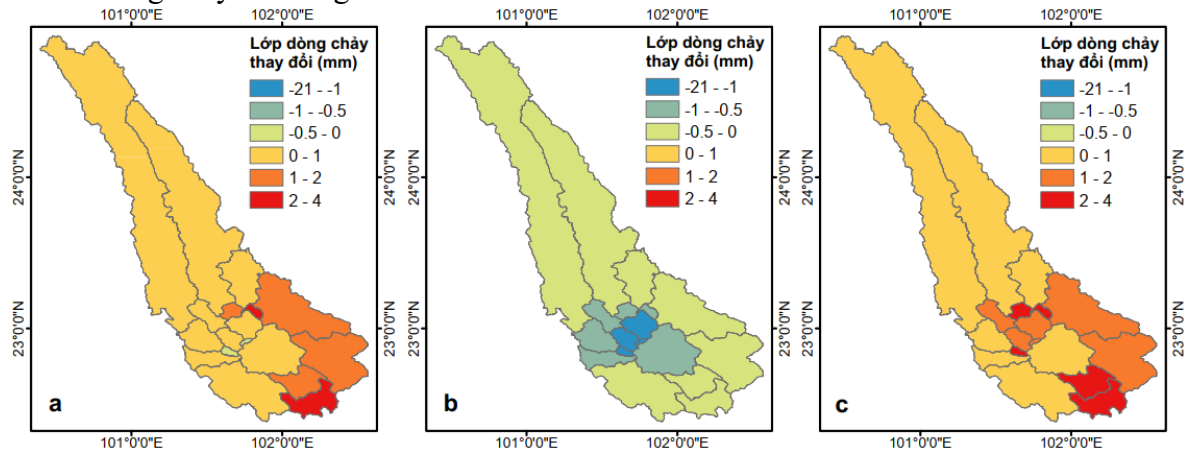 101°0'0"E 102°0'0"E 101°0'0"E 102°0'0"E 101°0'0"E 102°0'0"E
Lớp dòng chảy
thay đổi (mm)
-21 - -1
-1 - -0.5
-0.5 - 0
0 - 1
1 - 2
2 - 4
24°0'0"N
23°0'0"N
a
101°0'0"E 102°0'0"E
Lớp dòng chảy
thay đổi (mm)
-21 - -1
-1 - -0.5
-0.5 - 0
0 - 1
1 - 2
2 - 4
24°0'0"N 24°0'0"N
23°0'0"N 23°0'0"N
b
101°0'0"E 102°0'0"E
Lớp dòng chảy
thay đổi (mm)
-21 - -1
-1 - -0.5
-0.5 - 0
0 - 1
1 - 2
2 - 4
24°0'0"N
23°0'0"N
c
101°0'0"E 102°0'0"E